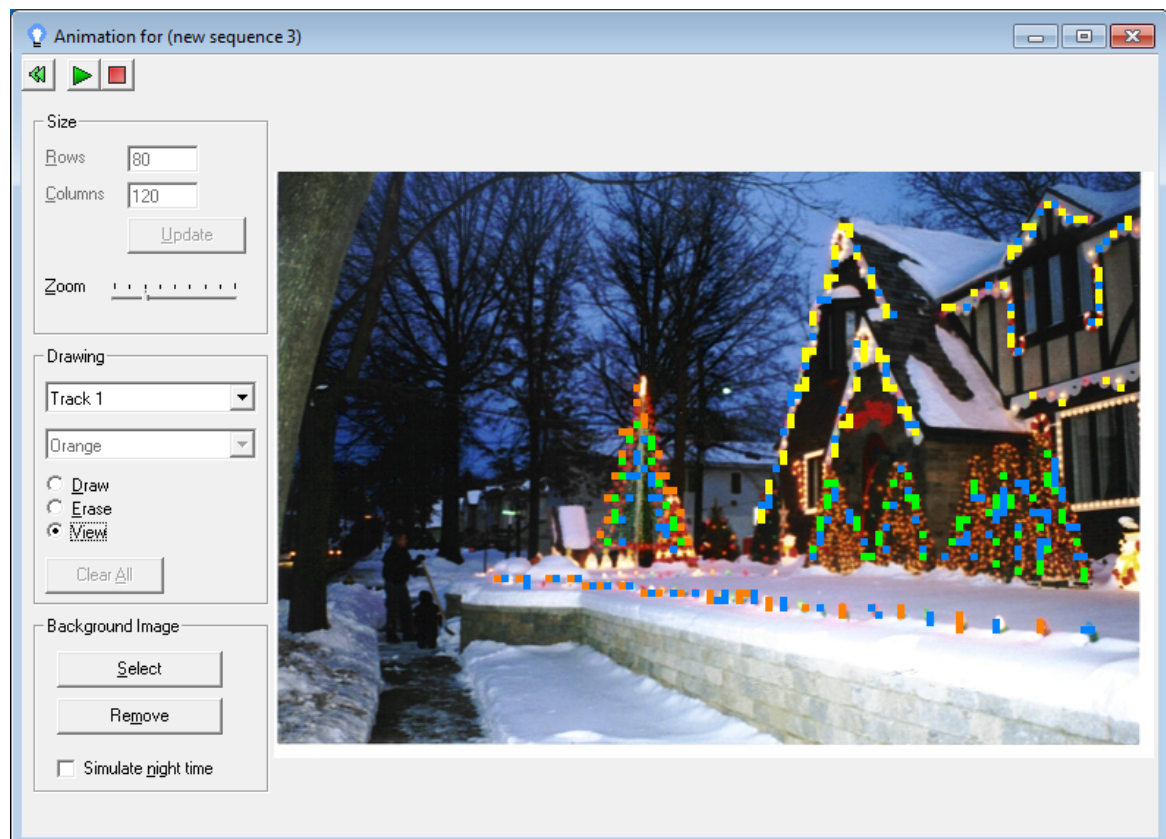 Animation for (new sequence 3)
Size
Rows 80
Columns 120
Update
Zoom
Drawing
Track 1
Orange
Draw
Erase
View
Clear All
Background Image
Select
Remove
Simulate night time